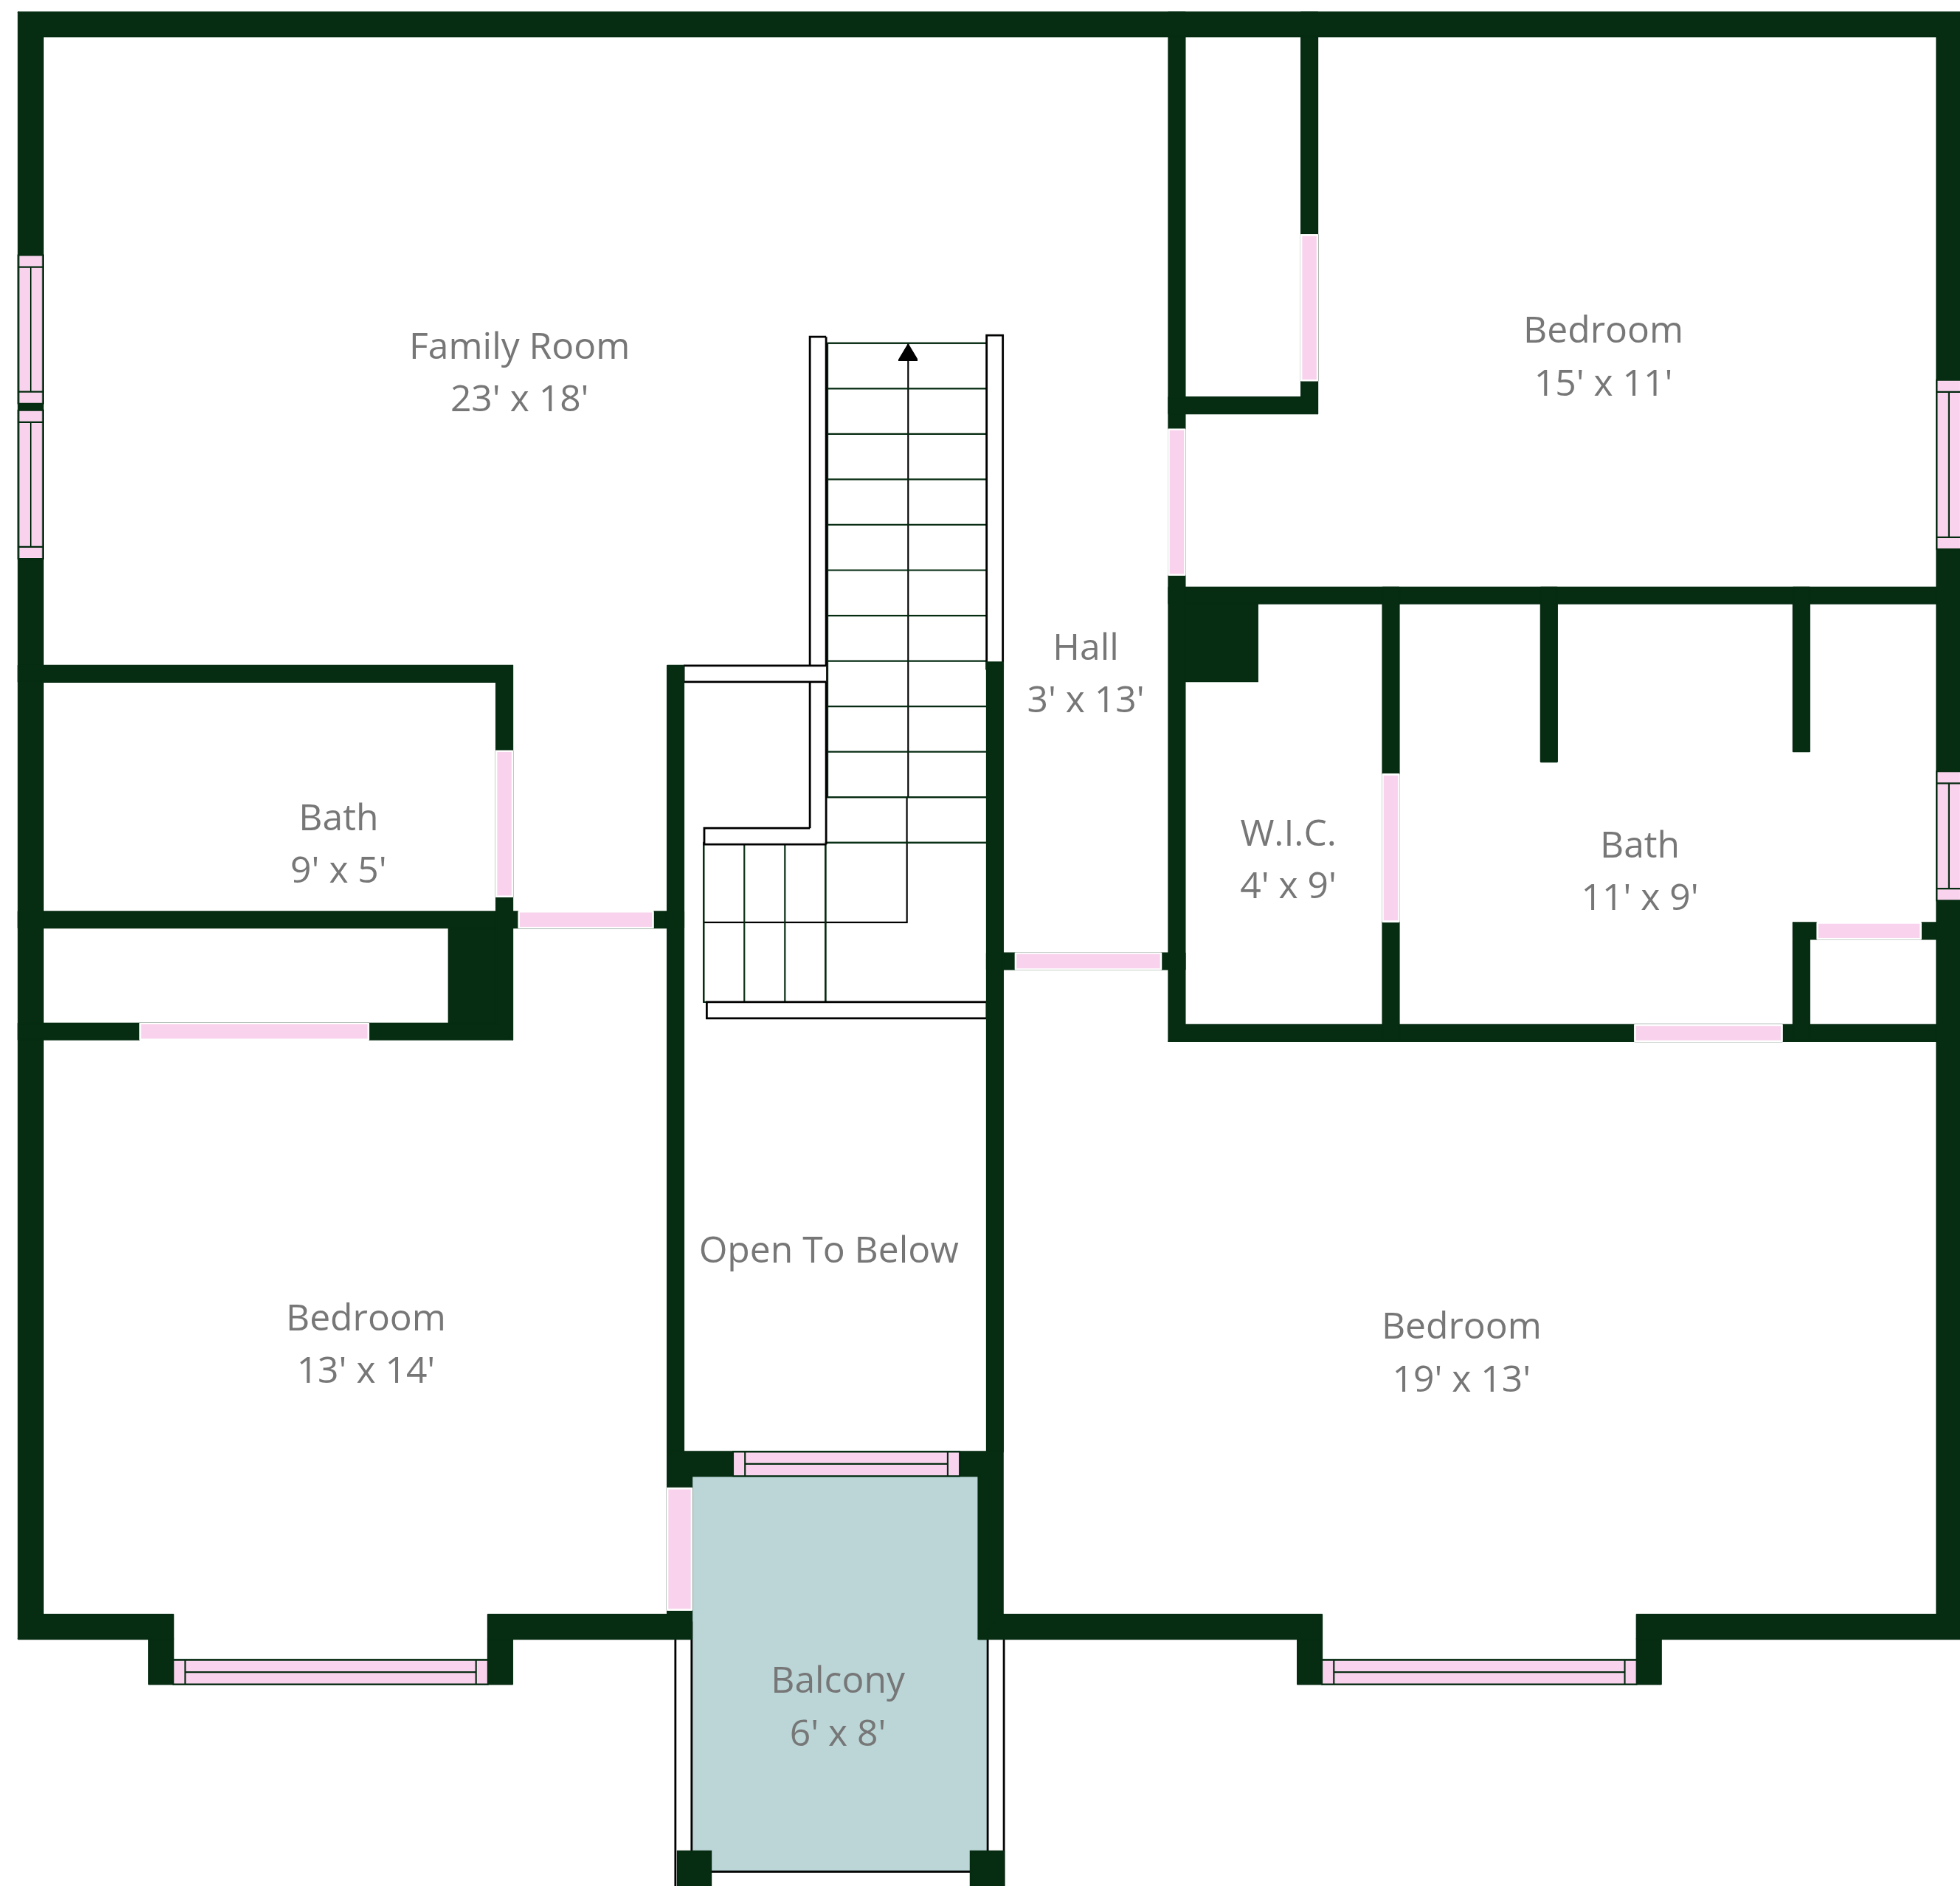 Family Room
23' x 18'
Bedroom
15' x 11'
Hall
3' x 13'
Bath
9' x 5'
W.I.C.
4' x 9'
Bath
11' x 9'
Open To Below
Bedroom
13' x 14'
Bedroom
19' x 13'
Balcony
6' x 8'